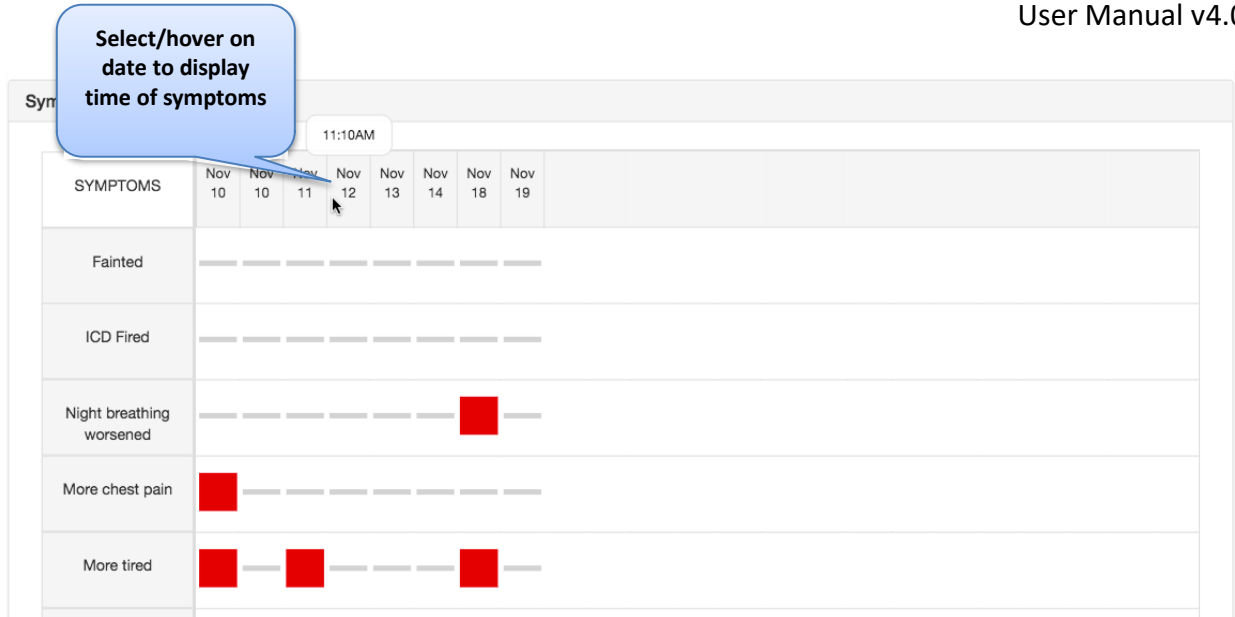 User Manual v4.0
Select/hover on
date to display
time of symptoms
Sym
11:10AM
SYMPTOMS
Nov 10
Nov 10
Nov 11
Nov 12
Nov 13
Nov 14
Nov 18
Nov 19
Fainted
ICD Fired
Night breathing
worsened
More chest pain
More tired